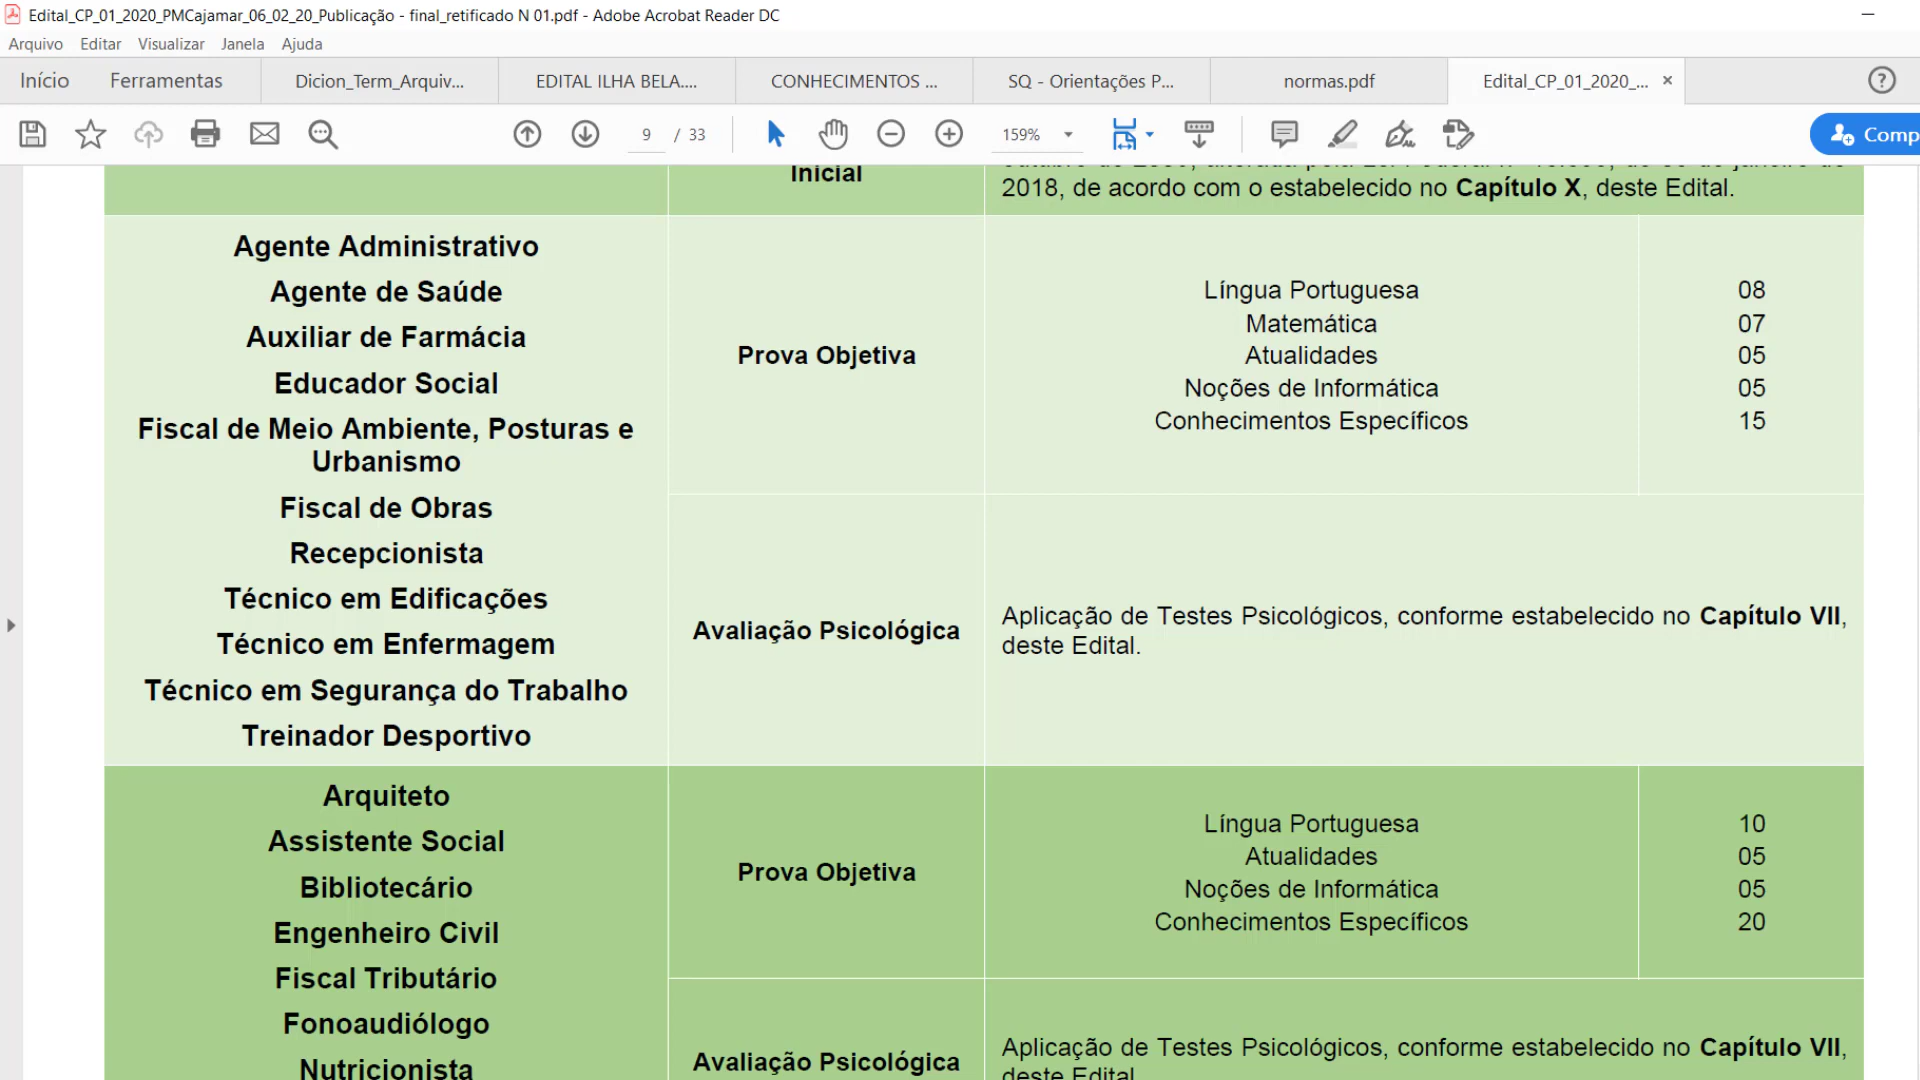 Edital_CP_01_2020_PMCajamar_06_02_20_Publicação - final_retificado N 01.pdf - Adobe Acrobat Reader DC
Arquivo Editar Visualizar Janela Ajuda
Início Ferramentas Dicion_Term_Arquiv... EDITAL ILHA BELA.... CONHECIMENTOS ... SQ - Orientações P... normas.pdf Edital_CP_01_2020_...
9 / 33 159% Comp
Inicial
2018, de acordo com o estabelecido no Capítulo X, deste Edital.
Agente Administrativo
Agente de Saúde
Auxiliar de Farmácia
Educador Social
Fiscal de Meio Ambiente, Posturas e
Urbanismo
Fiscal de Obras
Recepcionista
Técnico em Edificações
Técnico em Enfermagem
Técnico em Segurança do Trabalho
Treinador Desportivo
Prova Objetiva
Língua Portuguesa 08
Matemática 07
Atualidades 05
Noções de Informática 05
Conhecimentos Específicos 15
Avaliação Psicológica
Aplicação de Testes Psicológicos, conforme estabelecido no Capítulo VII,
deste Edital.
Arquiteto
Assistente Social
Bibliotecário
Engenheiro Civil
Fiscal Tributário
Fonoaudiólogo
Nutricionista
Prova Objetiva
Língua Portuguesa 10
Atualidades 05
Noções de Informática 05
Conhecimentos Específicos 20
Avaliação Psicológica
Aplicação de Testes Psicológicos, conforme estabelecido no Capítulo VII,
deste Edital